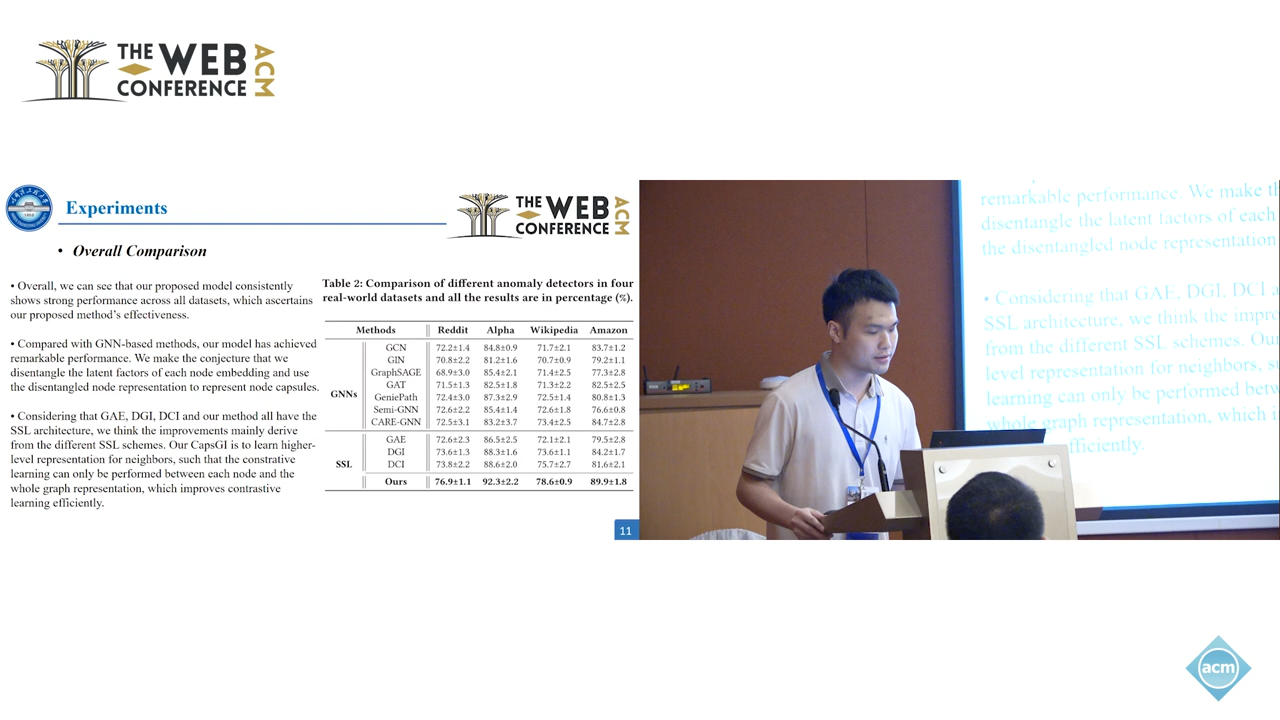 THE WEB CONFERENCE ACM
Experiments
THE WEB CONFERENCE ACM
• Overall Comparison
• Overall, we can see that our proposed model consistently
shows strong performance across all datasets, which ascertains
our proposed method's effectiveness.
• Compared with GNN-based methods, our model has achieved
remarkable performance. We make the conjecture that we
disentangle the latent factors of each node embedding and use
the disentangled node representation to represent node capsules.
• Considering that GAE, DGI, DCI and our method all have the
SSL architecture, we think the improvements mainly derive
from the different SSL schemes. Our CapsGI is to learn higher-
level representation for neighbors, such that the constrative
learning can only be performed between each node and the
whole graph representation, which improves contrastive
learning efficiently.
Table 2: Comparison of different anomaly detectors in four
real-world datasets and all the results are in percentage (%).
Methods Reddit Alpha Wikipedia Amazon
GNNs
GCN 72.2±1.4 84.8±0.9 71.7±2.1 83.7±1.2
GIN 70.8±2.2 81.2±1.6 70.7±0.9 79.2±1.1
GraphSAGE 68.9±3.0 85.4±2.1 71.4±2.5 77.3±2.8
GAT 71.5±1.3 82.5±1.8 71.3±2.2 82.5±2.5
GeniePath 72.4±3.0 87.3±2.9 72.5±1.4 80.8±1.3
Semi-GNN 72.6±2.2 85.4±1.4 72.6±1.8 76.6±0.8
CARE-GNN 72.5±3.1 83.2±3.7 73.4±2.5 84.7±2.8
SSL
GAE 72.6±2.3 86.5±2.5 72.1±2.1 79.5±2.8
DGI 73.6±1.3 88.3±1.6 73.6±1.1 84.2±1.7
DCI 73.8±2.2 88.6±2.0 75.7±2.7 81.6±2.1
Ours 76.9±1.1 92.3±2.2 78.6±0.9 89.9±1.8
11
remarkable performance. We make th
disentangle the latent factors of each
the disentangled node representation
• Considering that GAE, DGI, DCI a
SSL architecture, we think the impro
from the different SSL schemes. Our
level representation for neighbors, su
learning can only be performed betwe
whole graph representation, which i
efficiently.
acm